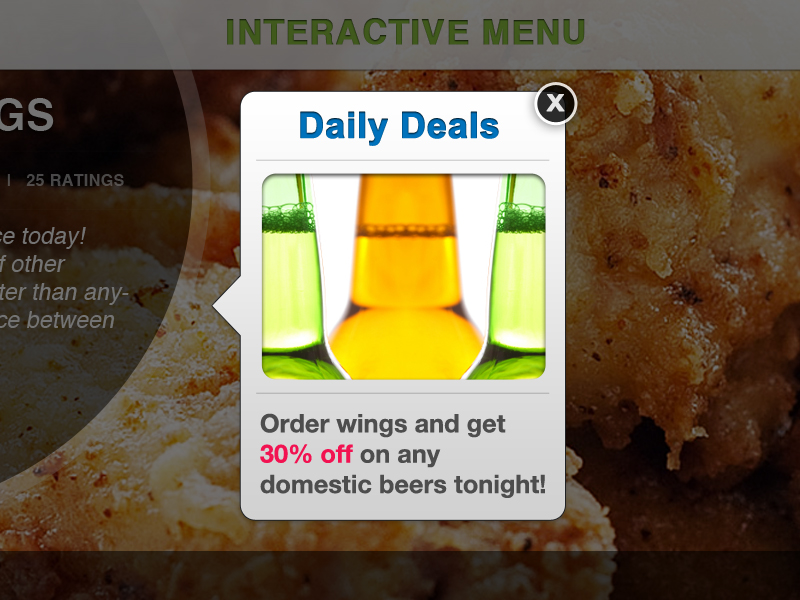 INTERACTIVE MENU
GS
X
Daily Deals
| 25 RATINGS
ce today!
f other
ter than any-
ce between
Order wings and get
30% off on any
domestic beers tonight!